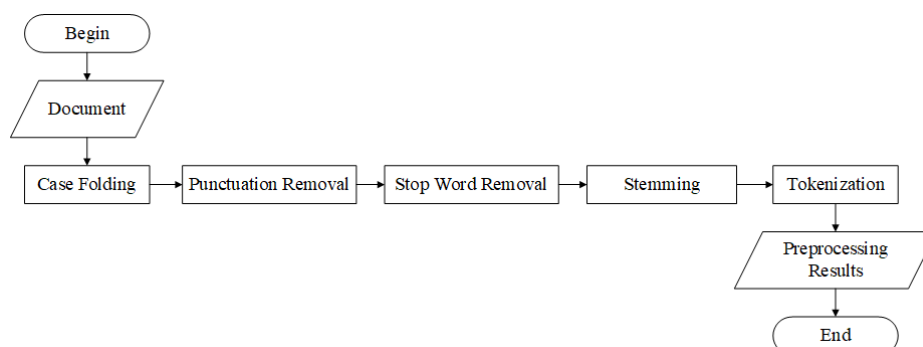 Begin
Document
Case Folding
Punctuation Removal
Stop Word Removal
Stemming
Tokenization
Preprocessing
Results
End